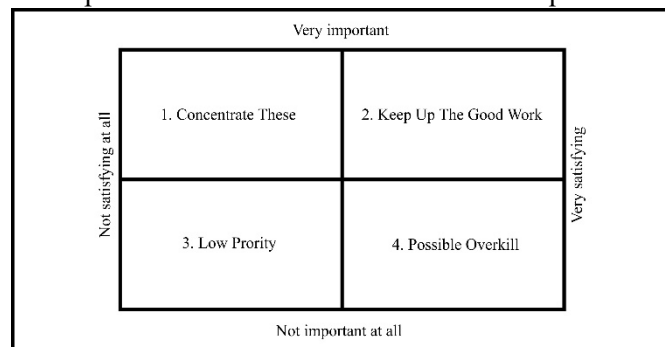 Very important
Not satisfying at all
1. Concentrate These
2. Keep Up The Good Work
Very satisfying
3. Low Prority
4. Possible Overkill
Not important at all